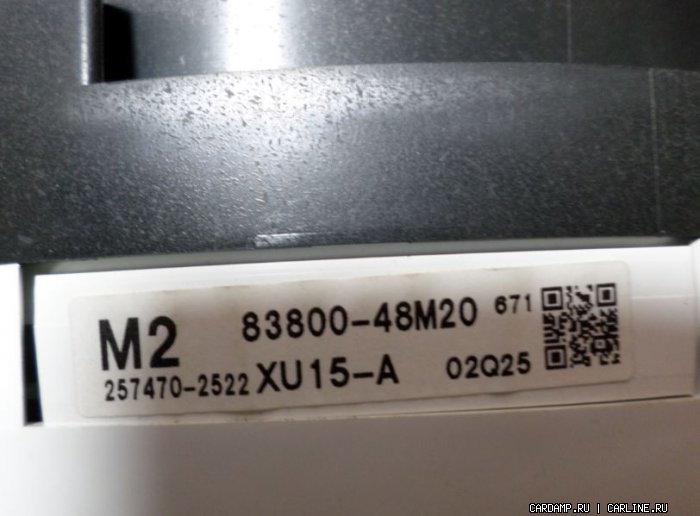 M2 83800-48M20 671
257470-2522 XU15-A 02Q25
CARDAMP.RU | CARLINE.RU